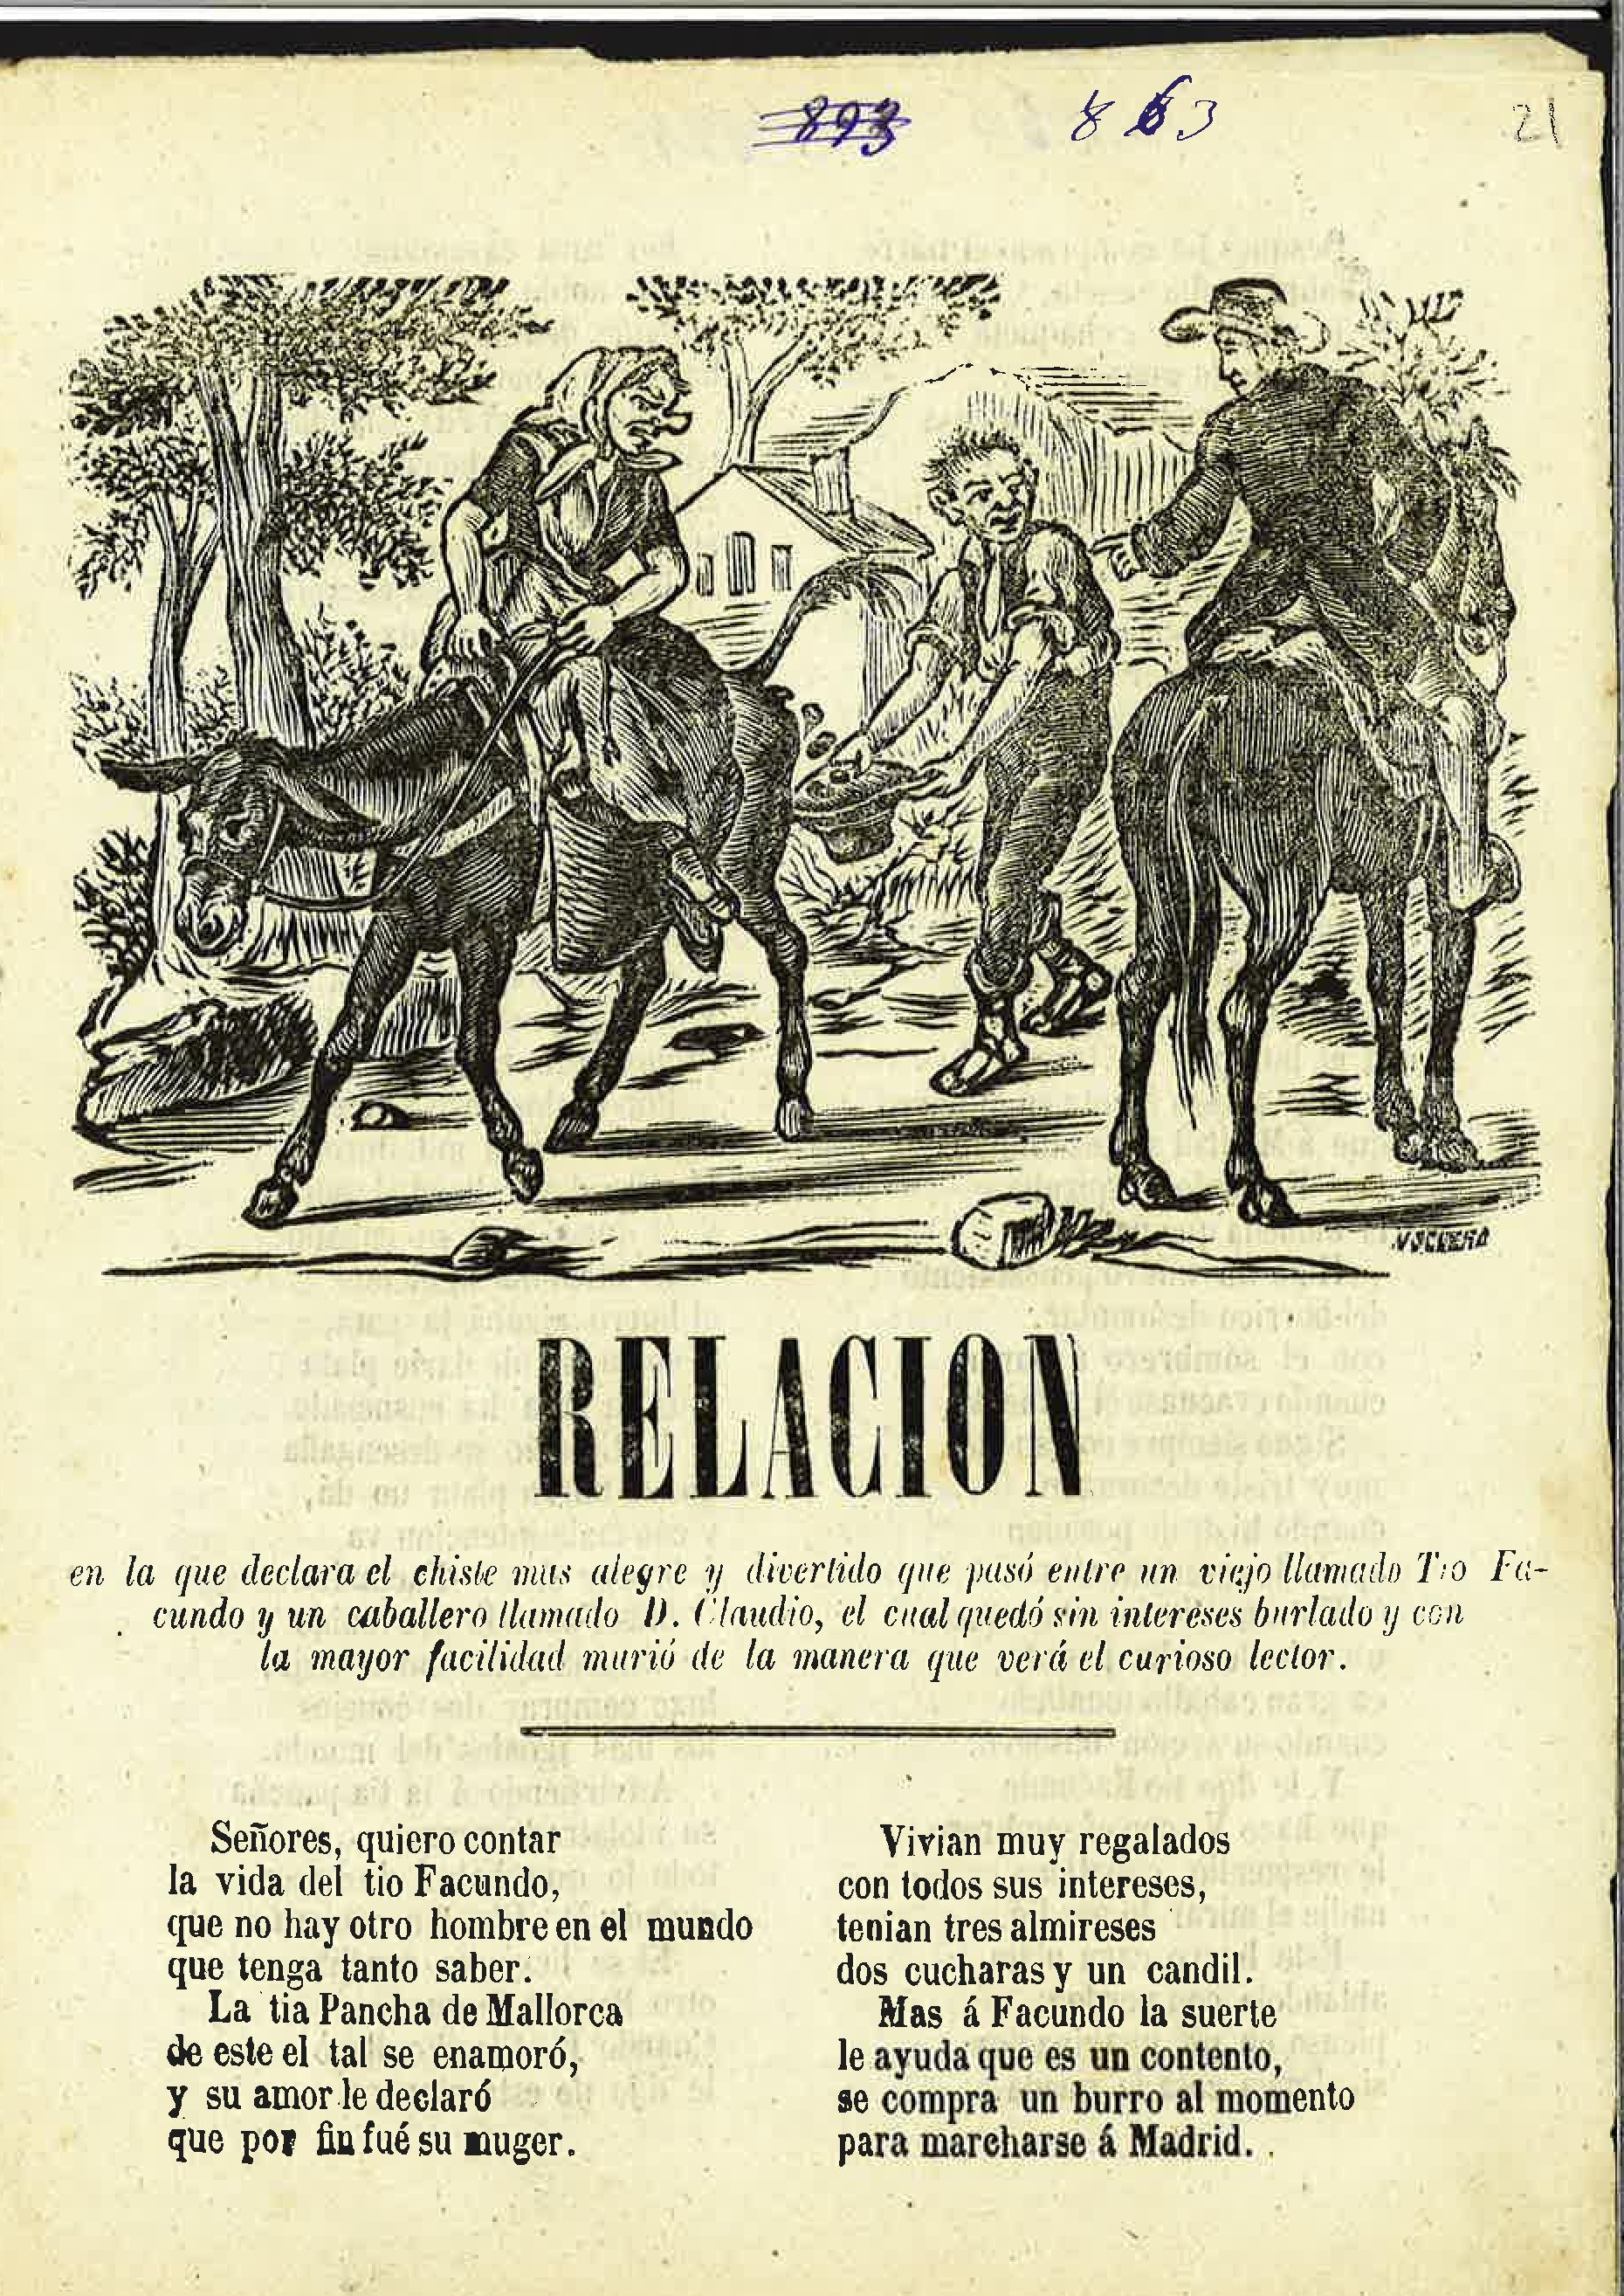 893
863
21
NOGUERA
RELACION
en la que declara el chiste mas alegre y divertido que pasó entre un viejo llamado Tio Fa-
cundo y un caballero llamado D. Claudio, el cual quedó sin intereses burlado y con
la mayor facilidad murió de la manera que verá el curioso lector.
Señores, quiero contar
la vida del tio Facundo,
que no hay otro hombre en el mundo
que tenga tanto saber.
La tia Pancha de Mallorca
de este el tal se enamoró,
y su amor le declaró
que por fin fué su muger.
Vivian muy regalados
con todos sus intereses,
tenian tres almireses
dos cucharas y un candil.
Mas á Facundo la suerte
le ayuda que es un contento,
se compra un burro al momento
para marcharse á Madrid.